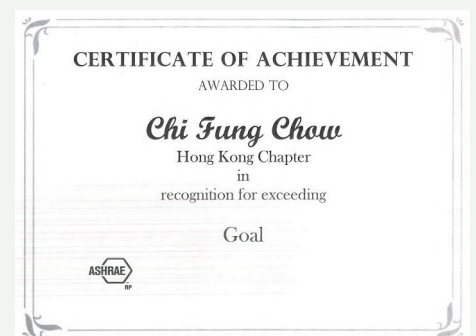 CERTIFICATE OF ACHIEVEMENT
AWARDED TO
Chi Fung Chow
Hong Kong Chapter
in
recognition for exceeding
Goal
ASHRAE
RP